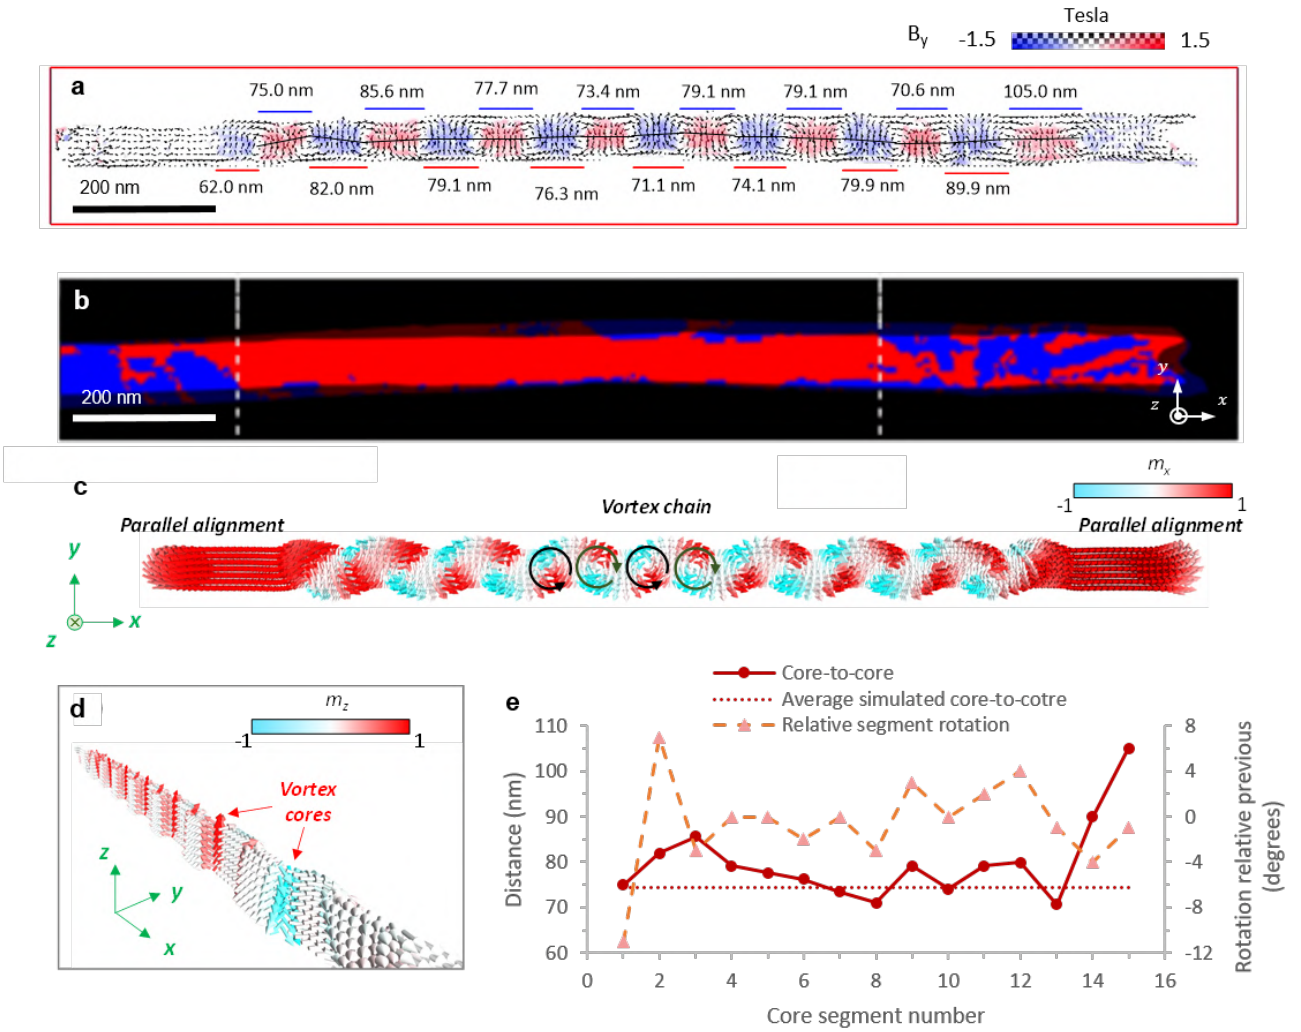 Tesla
By -1.5 1.5
a
75.0 nm 85.6 nm 77.7 nm 73.4 nm 79.1 nm 79.1 nm 70.6 nm 105.0 nm
200 nm 62.0 nm 82.0 nm 79.1 nm 76.3 nm 71.1 nm 74.1 nm 79.9 nm 89.9 nm
b
200 nm
y
z x
c
mx
-1 1
Vortex chain
Parallel alignment Parallel alignment
y
x
z
d
mz
-1 1
Vortex
cores
z
y
x
e
Core-to-core
Average simulated core-to-cotre
Relative segment rotation
110
100
90
80
70
60
Distance (nm)
8
4
0
-4
-8
-12
Rotation relative previous
(degrees)
0 2 4 6 8 10 12 14 16
Core segment number